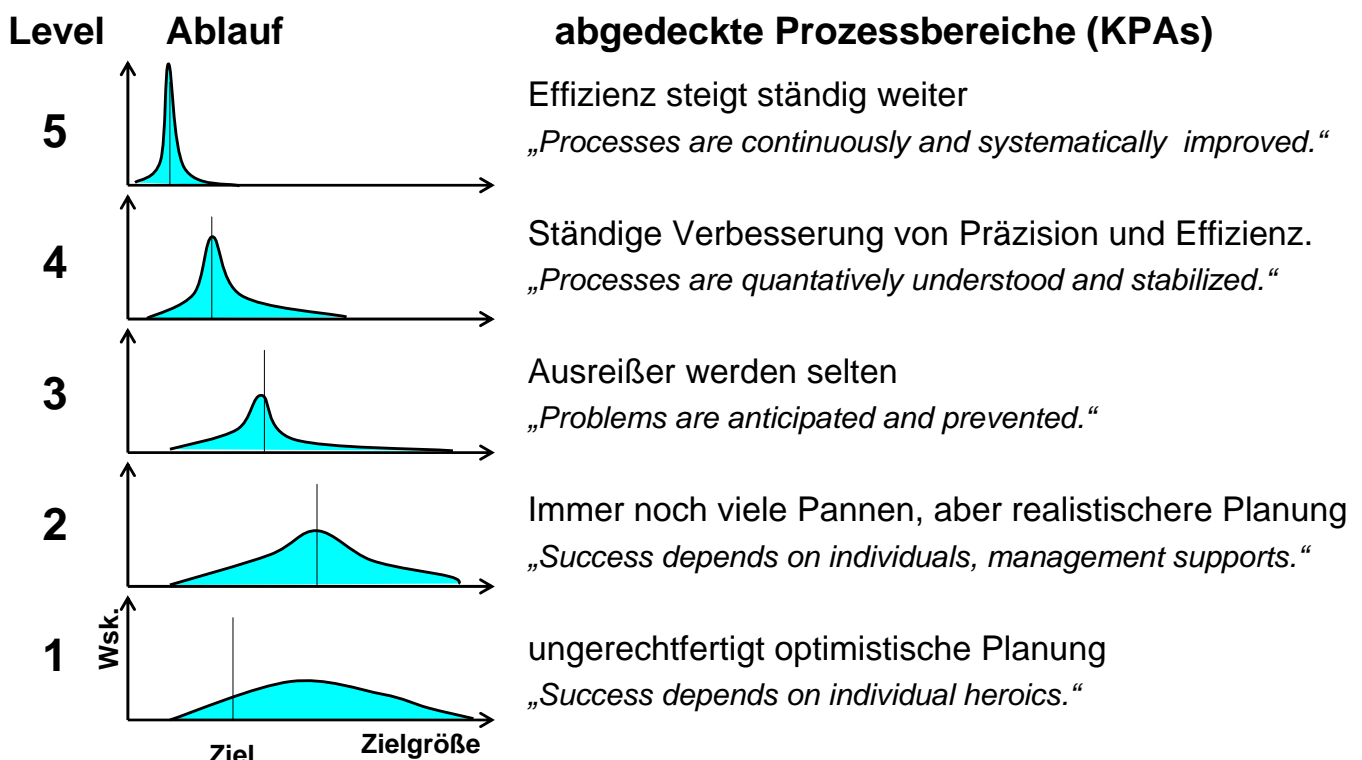 Level Ablauf abgedeckte Prozessbereiche (KPAs)
5
Effizienz steigt ständig weiter
„Processes are continuously and systematically improved.“
4
Ständige Verbesserung von Präzision und Effizienz.
„Processes are quantatively understood and stabilized.“
3
Ausreißer werden selten
„Problems are anticipated and prevented.“
2
Immer noch viele Pannen, aber realistischere Planung
„Success depends on individuals, management supports.“
1
Wsk.
ungerechtfertigt optimistische Planung
„Success depends on individual heroics.“
Ziel Zielgröße